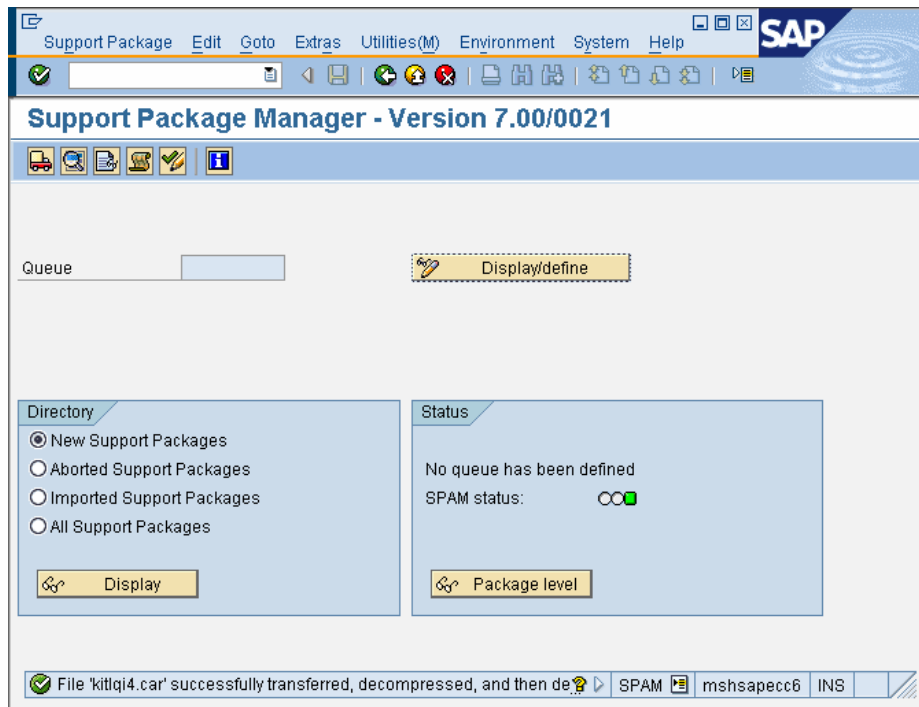 Support Package Edit Goto Extras Utilities(M) Environment System Help
SAP
Support Package Manager - Version 7.00/0021
Queue
Display/define
Directory
New Support Packages
Aborted Support Packages
Imported Support Packages
All Support Packages
Display
Status
No queue has been defined
SPAM status:
Package level
File 'kitlqi4.car' successfully transferred, decompressed, and then de
SPAM
mshsapecc6
INS